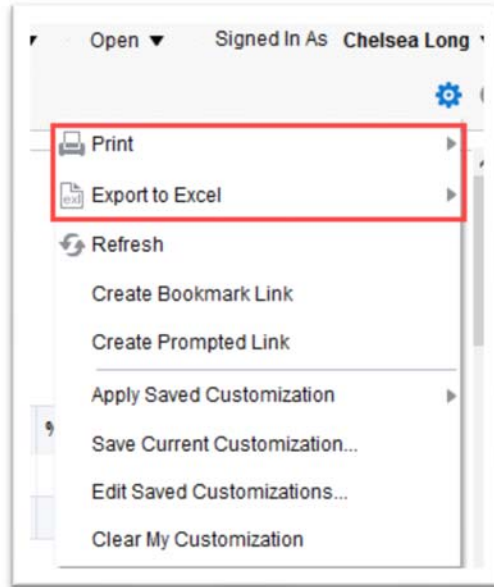 Open ▼ Signed In As Chelsea Long
Print
exl Export to Excel
Refresh
Create Bookmark Link
Create Prompted Link
Apply Saved Customization
%
Save Current Customization...
Edit Saved Customizations...
Clear My Customization